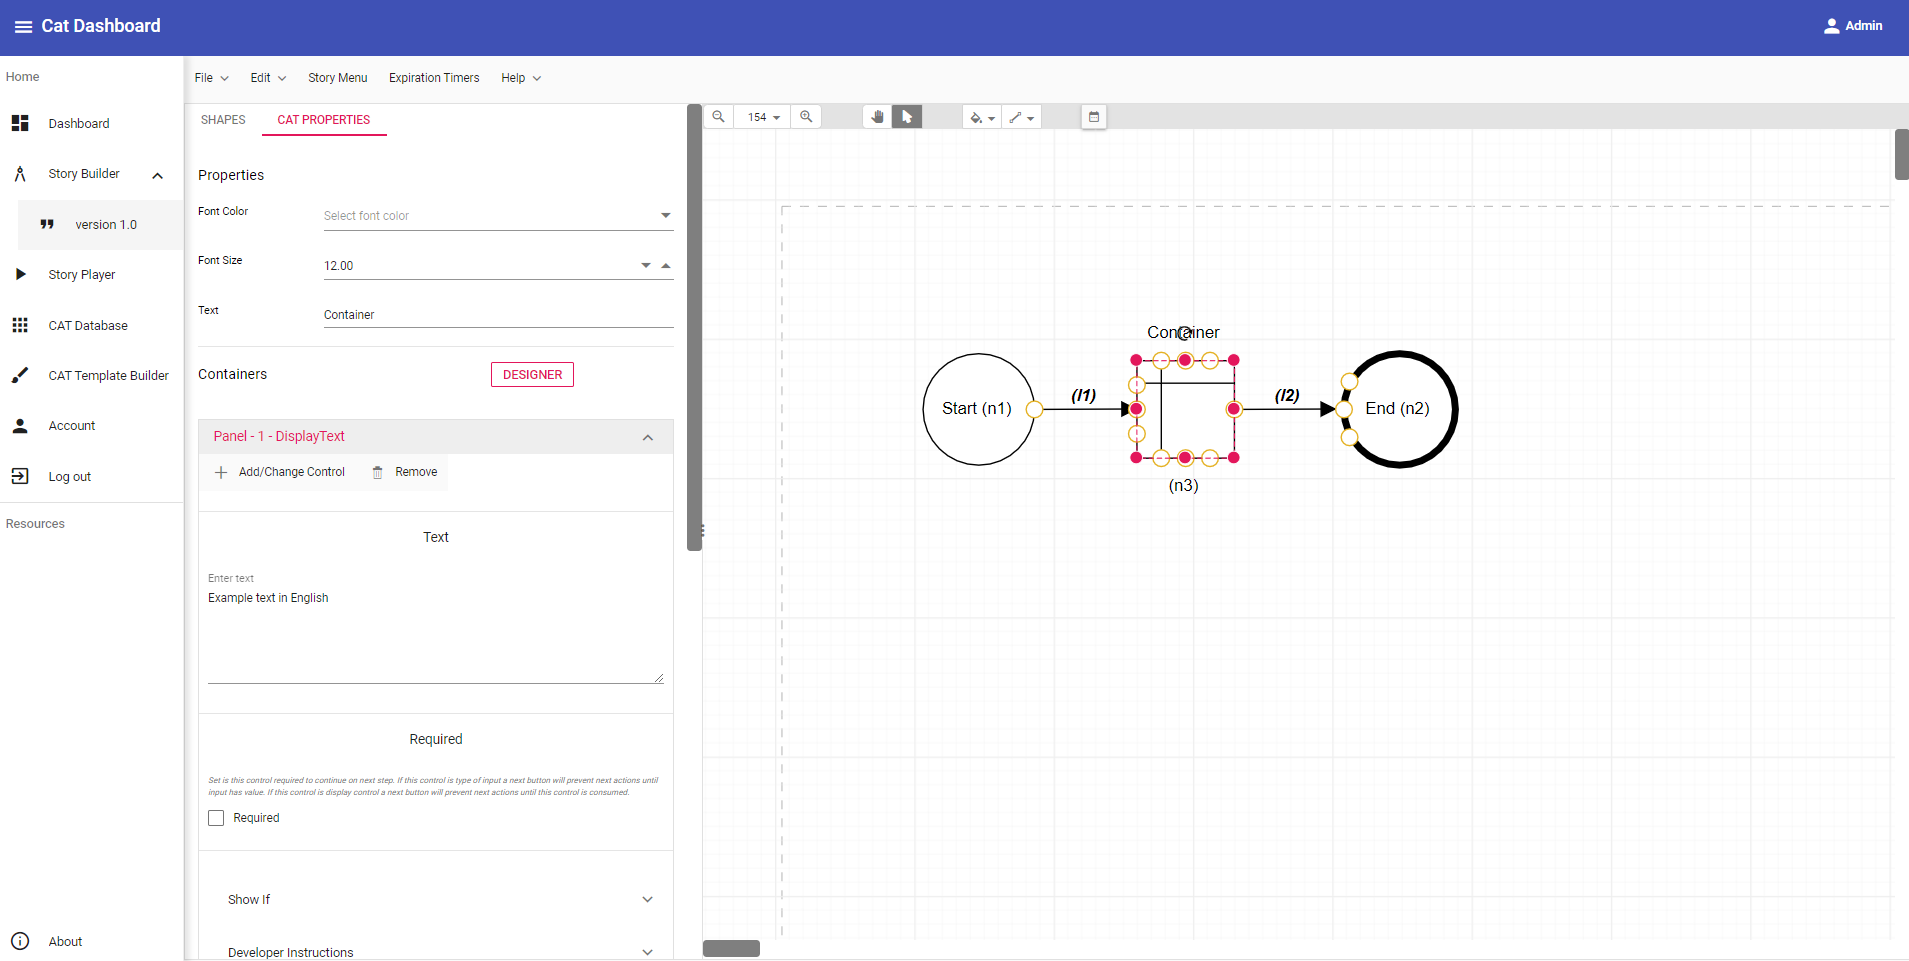 Cat Dashboard
Admin
Home
Dashboard
Story Builder
version 1.0
Story Player
CAT Database
CAT Template Builder
Account
Log out
Resources
About
File
Edit
Story Menu
Expiration Timers
Help
SHAPES
CAT PROPERTIES
Properties
Font Color
Select font color
Font Size
12.00
Text
Container
Containers
DESIGNER
Panel - 1 - DisplayText
Add/Change Control
Remove
Text
Enter text
Example text in English
Required
Set is this control required to continue on next step. If this control is type of input a next button will prevent next actions until
input has value. If this control is display control a next button will prevent next actions until this control is consumed.
Required
Show If
Developer Instructions
154
Container
Start (n1)
(l1)
(l2)
End (n2)
(n3)